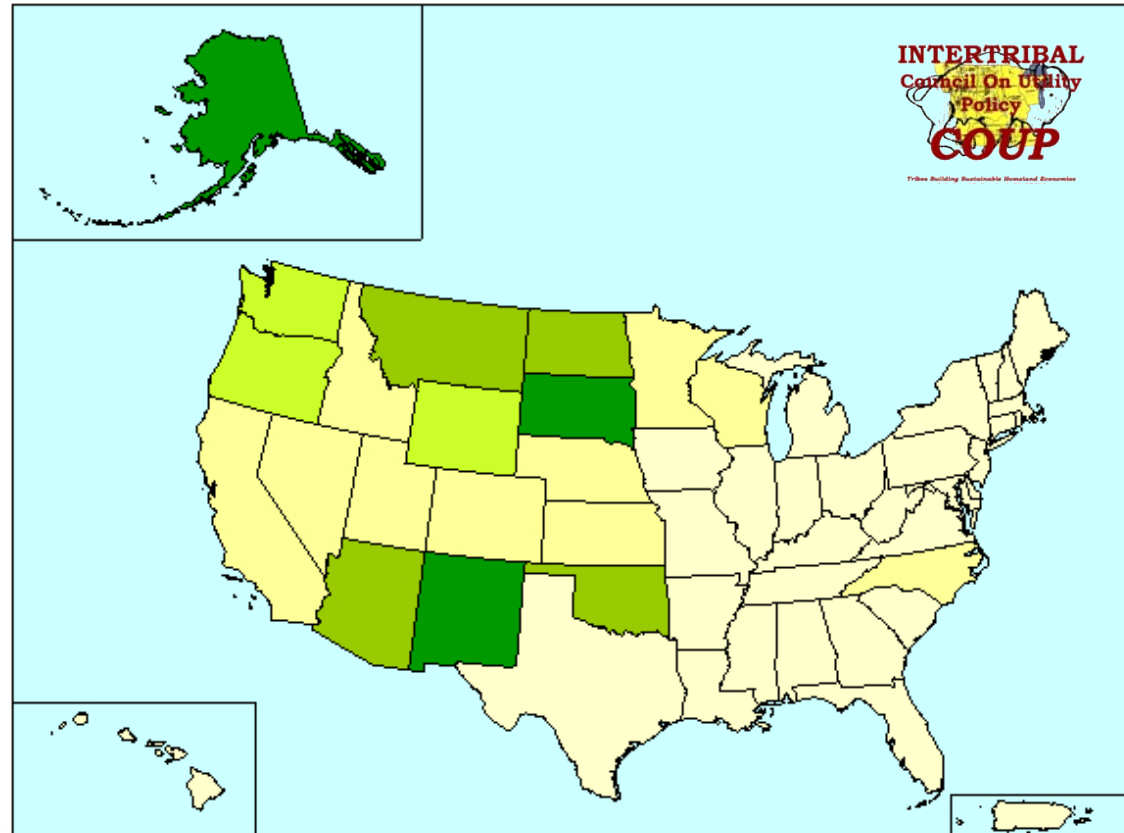 INTERTRIBAL
Council On Utility
Policy
COUP
Tribes Building Sustainable Homeland Economies